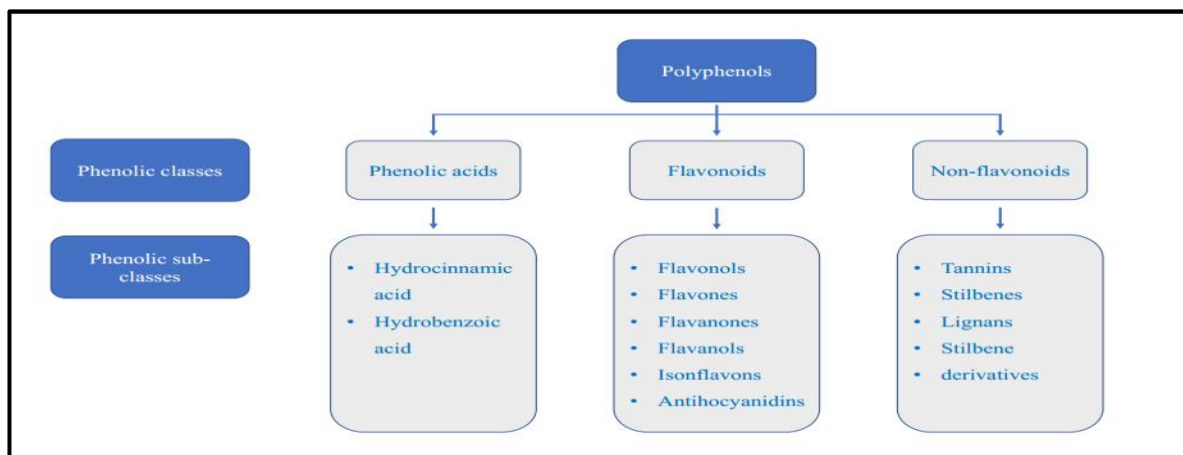 Polyphenols
Phenolic classes
Phenolic acids
Flavonoids
Non-flavonoids
Phenolic sub-
classes
• Hydrocinnamic
acid
• Hydrobenzoic
acid
• Flavonols
• Flavones
• Flavanones
• Flavanols
• Isonflavons
• Antihocyanidins
• Tannins
• Stilbenes
• Lignans
• Stilbene
• derivatives